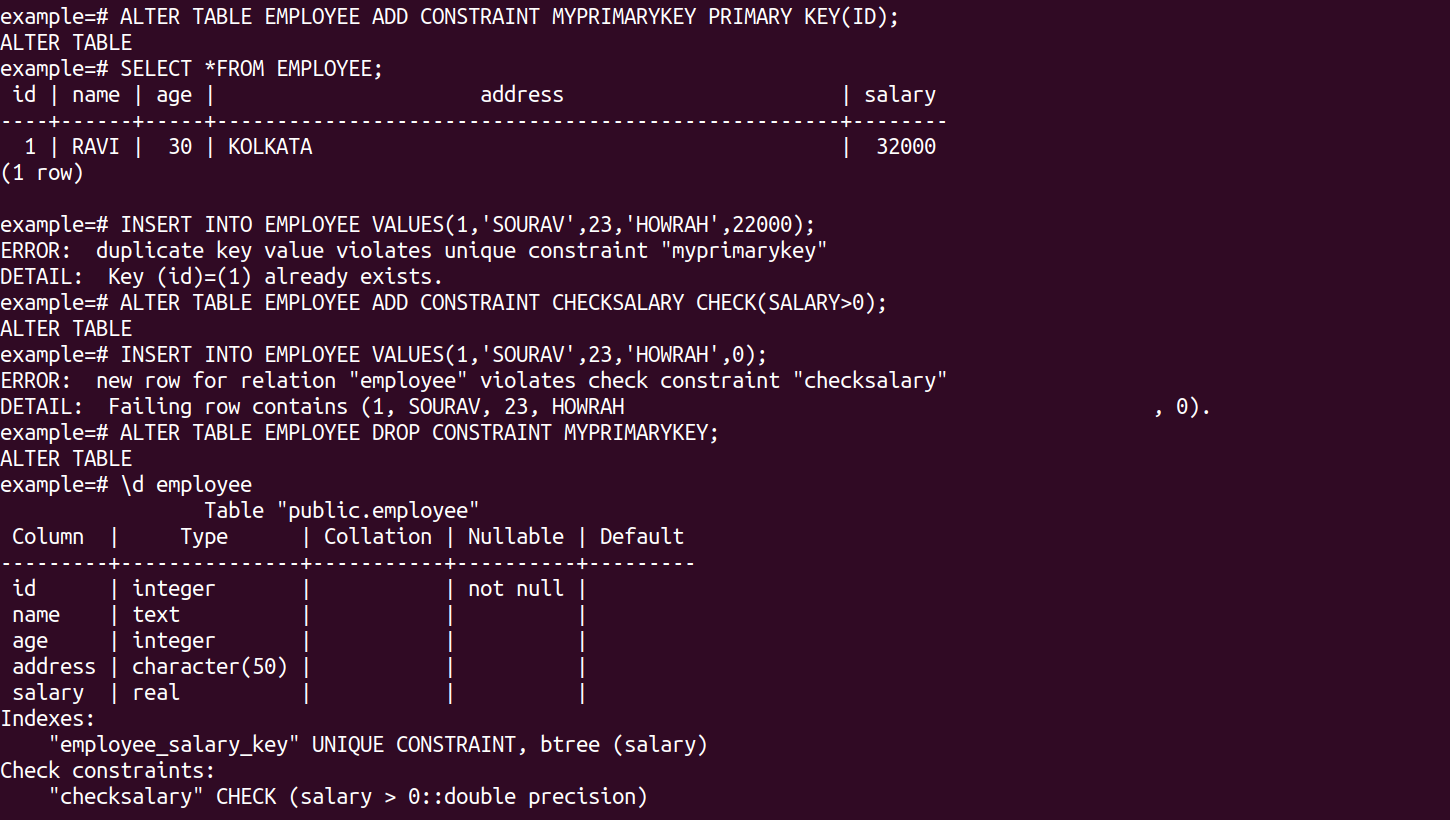 example=# ALTER TABLE EMPLOYEE ADD CONSTRAINT MYPRIMARYKEY PRIMARY KEY(ID);
ALTER TABLE
example=# SELECT *FROM EMPLOYEE;
 id | name | age |                      address                       | salary
----+------+-----+----------------------------------------------------+--------
  1 | RAVI |  30 | KOLKATA                                            |  32000
(1 row)

example=# INSERT INTO EMPLOYEE VALUES(1,'SOURAV',23,'HOWRAH',22000);
ERROR:  duplicate key value violates unique constraint "myprimarykey"
DETAIL:  Key (id)=(1) already exists.
example=# ALTER TABLE EMPLOYEE ADD CONSTRAINT CHECKSALARY CHECK(SALARY>0);
ALTER TABLE
example=# INSERT INTO EMPLOYEE VALUES(1,'SOURAV',23,'HOWRAH',0);
ERROR:  new row for relation "employee" violates check constraint "checksalary"
DETAIL:  Failing row contains (1, SOURAV, 23, HOWRAH                                            , 0).
example=# ALTER TABLE EMPLOYEE DROP CONSTRAINT MYPRIMARYKEY;
ALTER TABLE
example=# \d employee
                 Table "public.employee"
 Column  |     Type      | Collation | Nullable | Default
---------+---------------+-----------+----------+---------
 id      | integer       |           | not null |
 name    | text          |           |          |
 age     | integer       |           |          |
 address | character(50) |           |          |
 salary  | real          |           |          |
Indexes:
    "employee_salary_key" UNIQUE CONSTRAINT, btree (salary)
Check constraints:
    "checksalary" CHECK (salary > 0::double precision)